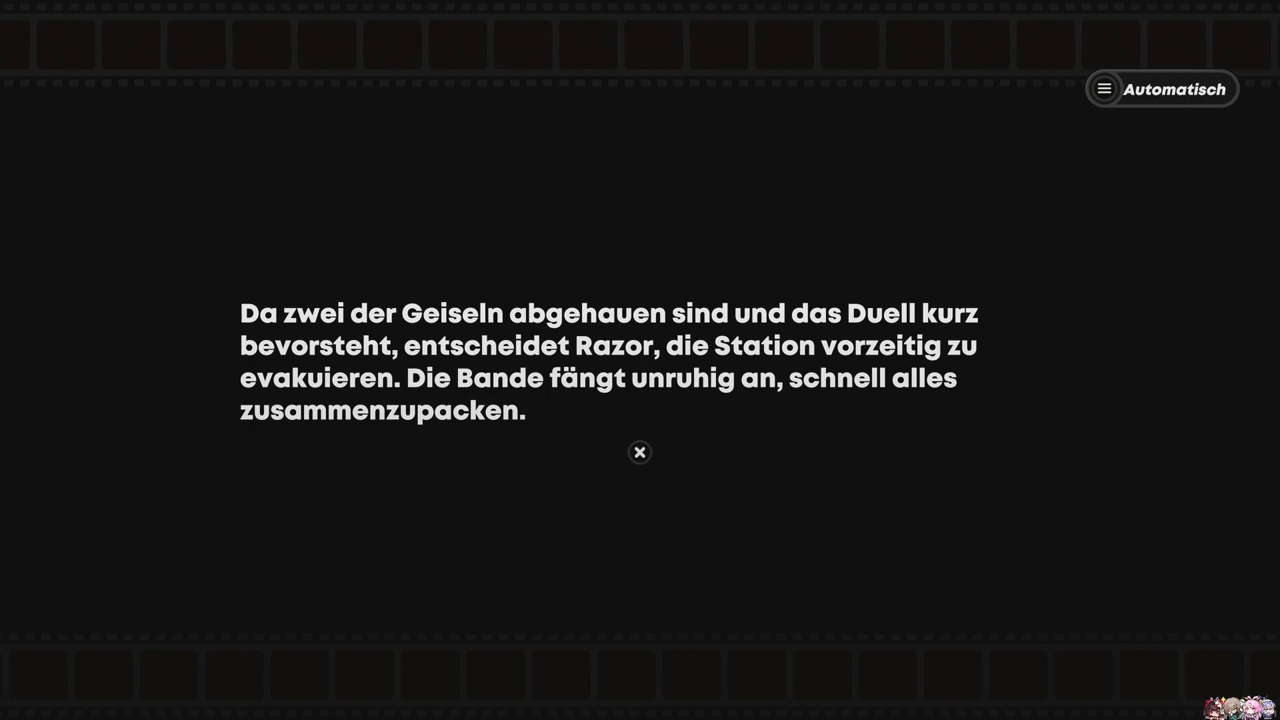 Automatisch
Da zwei der Geiseln abgehauen sind und das Duell kurz
bevorsteht, entscheidet Razor, die Station vorzeitig zu
evakuieren. Die Bande fängt unruhig an, schnell alles
zusammenzupacken.